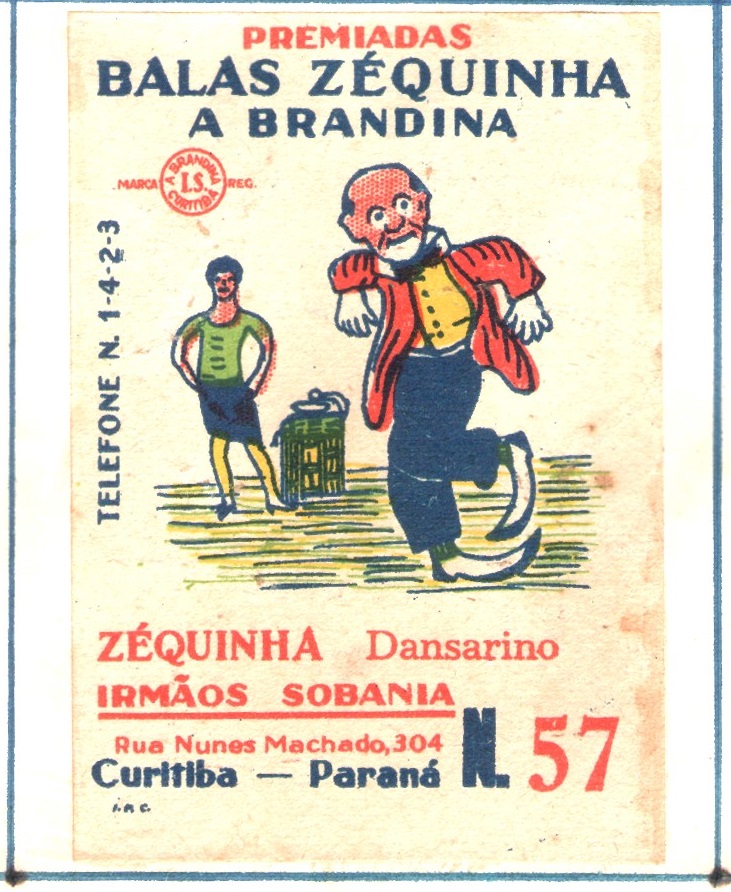 PREMIADAS
BALAS ZÉQUINHA
A BRANDINA
MARCA A BRANDINA I.S. CURITIBA REG.
TELEFONE N. 1-4-2-3
ZÉQUINHA Dansarino
IRMÃOS SOBANIA
Rua Nunes Machado,304
Curitiba — Paraná N. 57